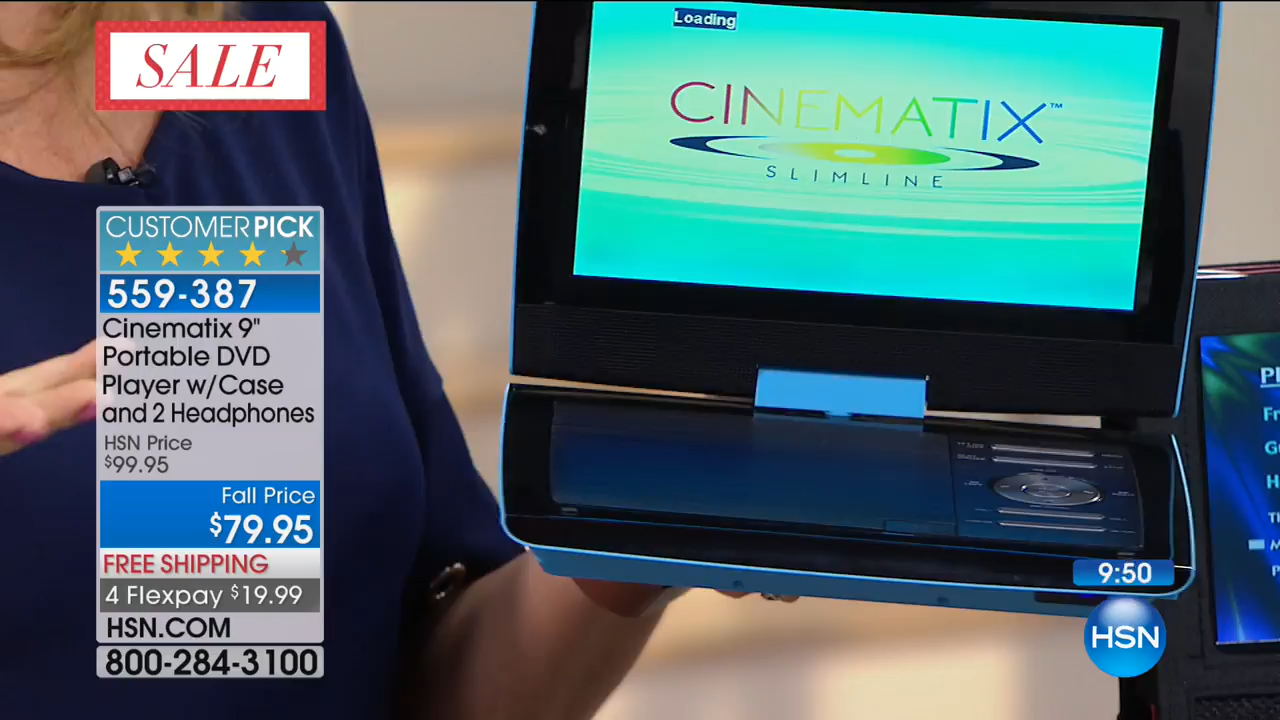 SALE
CUSTOMER PICK
559-387
Cinematix 9"
Portable DVD
Player w/Case
and 2 Headphones
HSN Price
$99.95
Fall Price
$79.95
FREE SHIPPING
4 Flexpay $19.99
HSN.COM
800-284-3100
Loading
CINEMATIX™
SLIMLINE
9:50
HSN